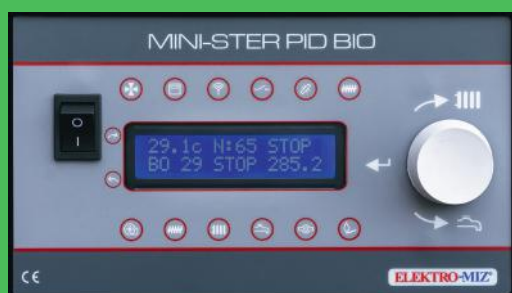 MINI-STER PID BIO
O
I
29.1c N:65 STOP
BO 29 STOP 285.2
CE
ELEKTRO-MIZ®